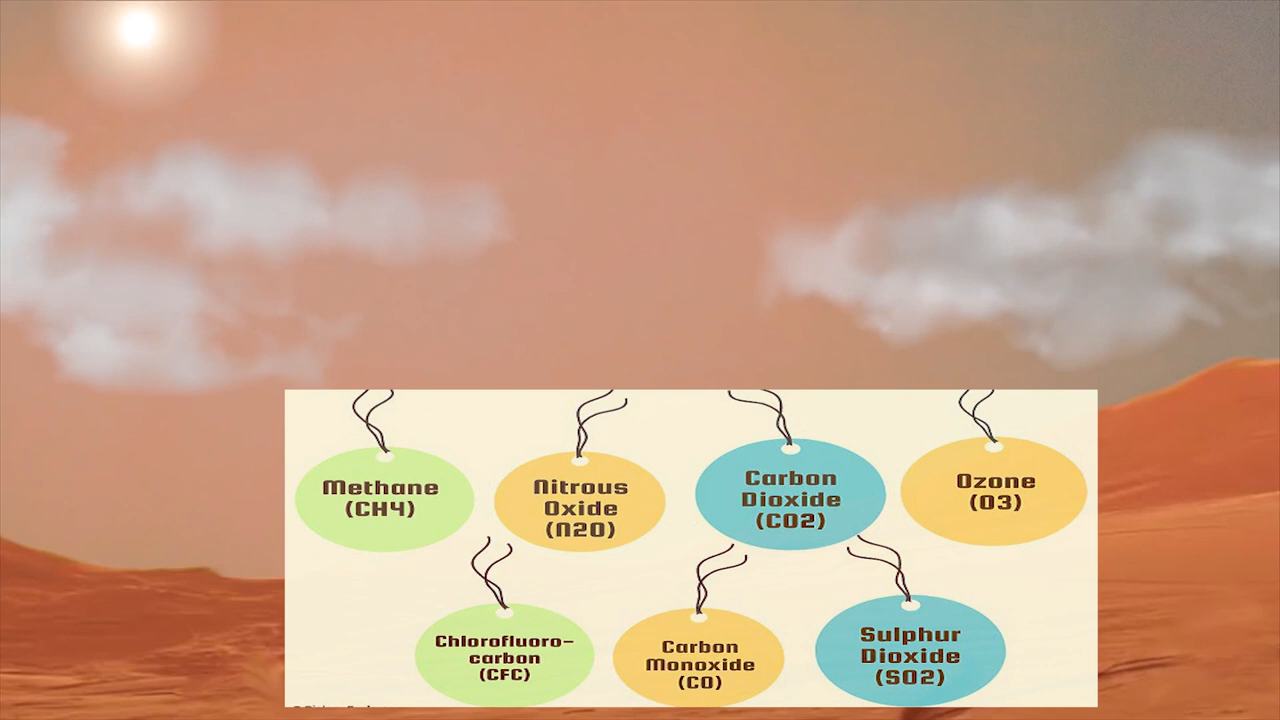 Methane
(CH4)
Nitrous
Oxide
(N2O)
Carbon
Dioxide
(CO2)
Ozone
(O3)
Chlorofluoro-
carbon
(CFC)
Carbon
Monoxide
(CO)
Sulphur
Dioxide
(SO2)